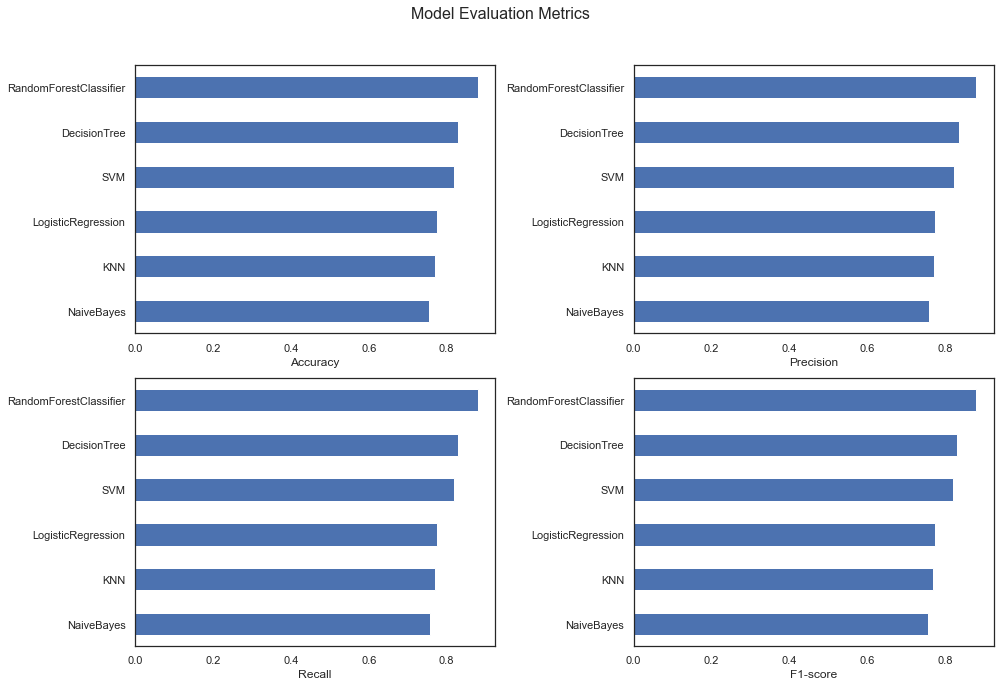 Model Evaluation Metrics
RandomForestClassifier
DecisionTree
SVM
LogisticRegression
KNN
NaiveBayes
0.0 0.2 0.4 0.6 0.8
Accuracy
RandomForestClassifier
DecisionTree
SVM
LogisticRegression
KNN
NaiveBayes
0.0 0.2 0.4 0.6 0.8
Precision
RandomForestClassifier
DecisionTree
SVM
LogisticRegression
KNN
NaiveBayes
0.0 0.2 0.4 0.6 0.8
Recall
RandomForestClassifier
DecisionTree
SVM
LogisticRegression
KNN
NaiveBayes
0.0 0.2 0.4 0.6 0.8
F1-score